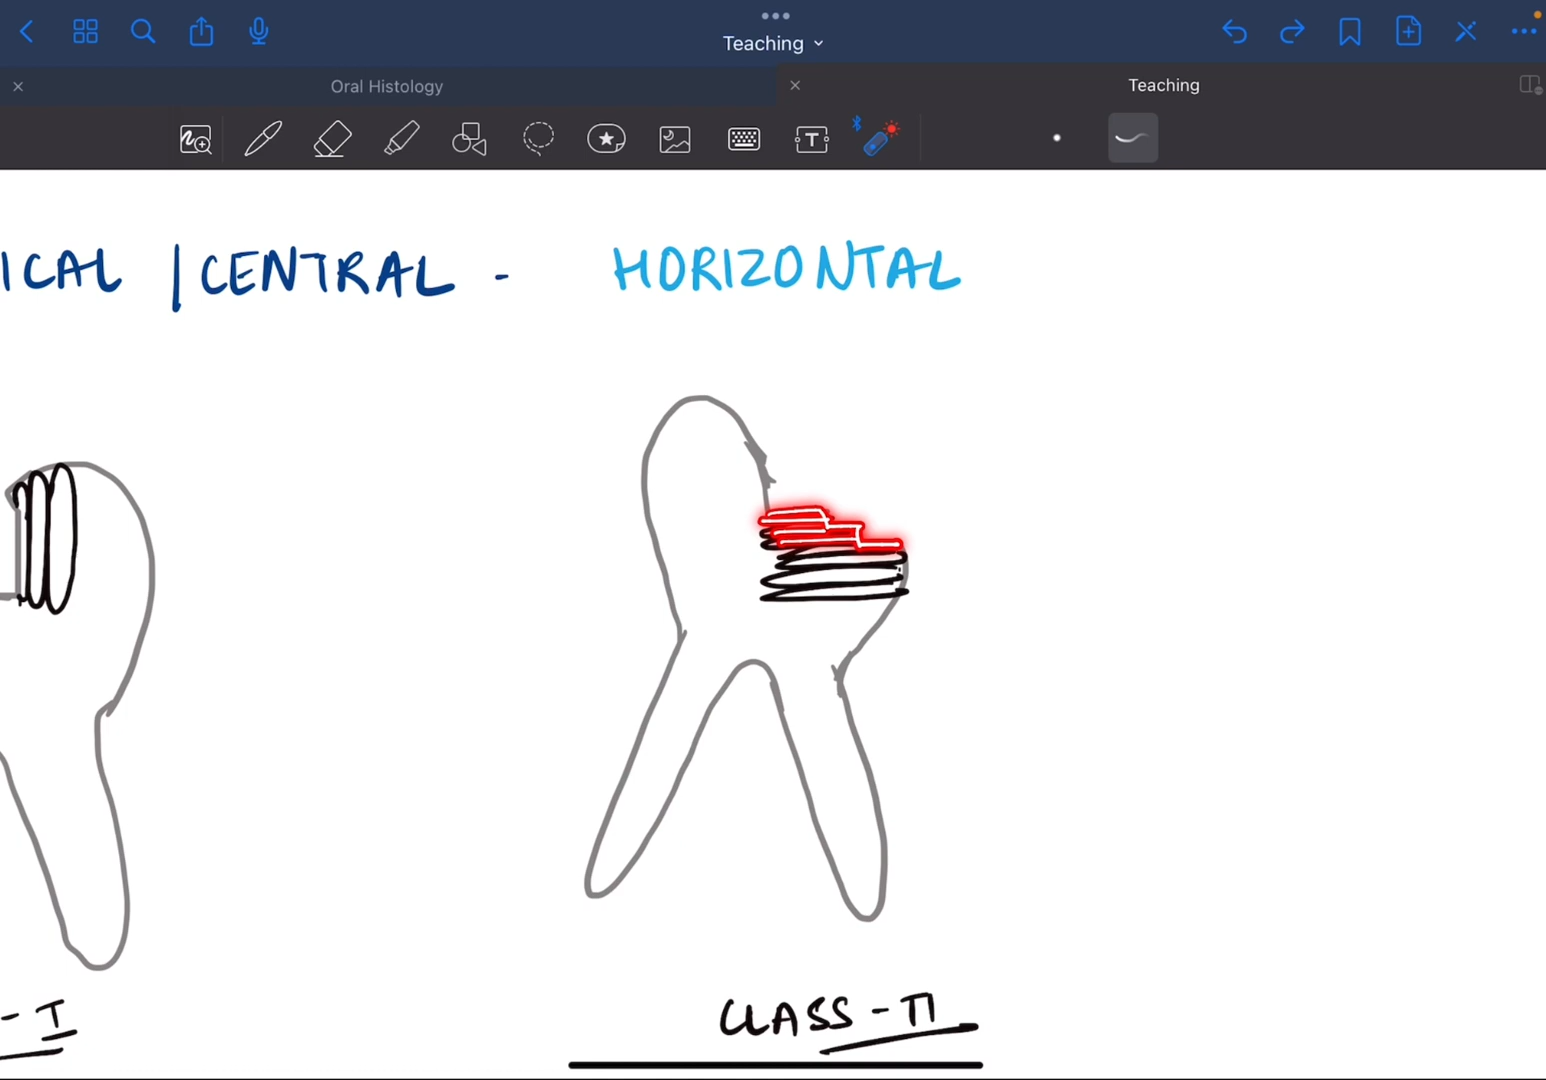 Teaching
Oral Histology
Teaching
T
ICAL | CENTRAL - HORIZONTAL
- I
CLASS - II